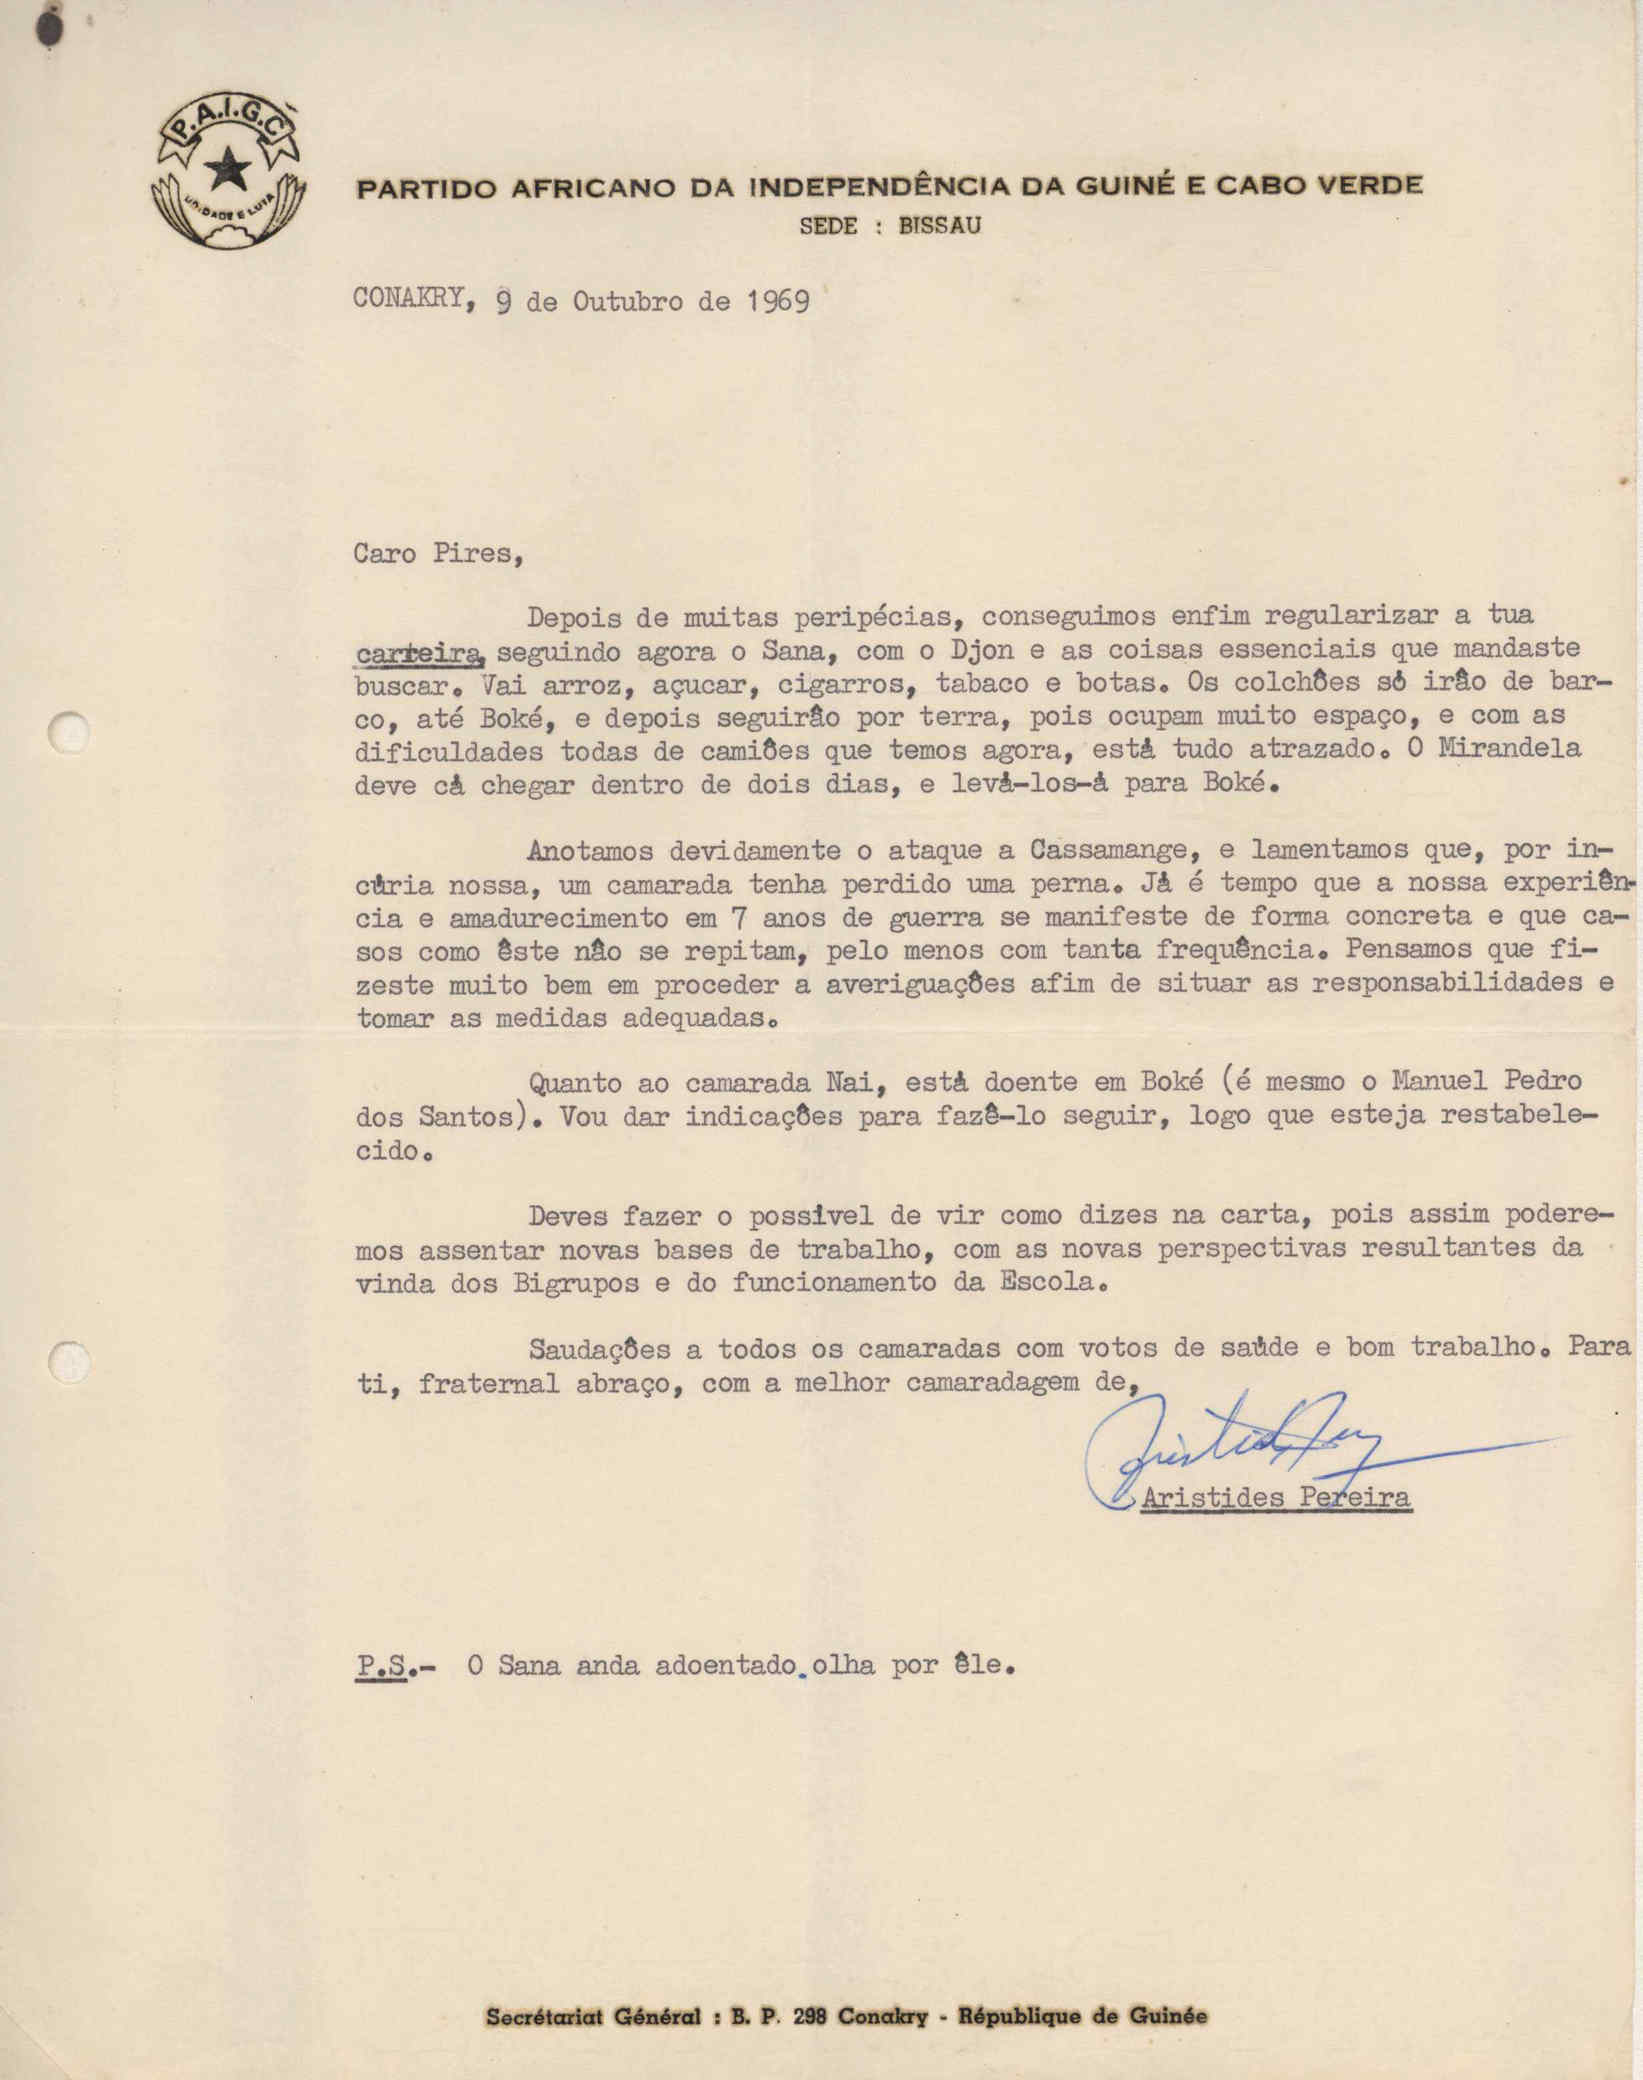 P.A.I.G.C
UNIDADE E LUTA
PARTIDO AFRICANO DA INDEPENDÊNCIA DA GUINÉ E CABO VERDE
SEDE : BISSAU
CONAKRY, 9 de Outubro de 1969
Caro Pires,
Depois de muitas peripécias, conseguimos enfim regularizar a tua
carteira, seguindo agora o Sana, com o Djon e as coisas essenciais que mandaste
buscar. Vai arroz, açucar, cigarros, tabaco e botas. Os colchões só irão de bar-
co, até Boké, e depois seguirão por terra, pois ocupam muito espaço, e com as
dificuldades todas de camiões que temos agora, está tudo atrazado. O Mirandela
deve cá chegar dentro de dois dias, e levá-los-á para Boké.
Anotamos devidamente o ataque a Cassamange, e lamentamos que, por in-
cúria nossa, um camarada tenha perdido uma perna. Já é tempo que a nossa experiên-
cia e amadurecimento em 7 anos de guerra se manifeste de forma concreta e que ca-
sos como êste não se repitam, pelo menos com tanta frequência. Pensamos que fi-
zeste muito bem em proceder a averiguações afim de situar as responsabilidades e
tomar as medidas adequadas.
Quanto ao camarada Nai, está doente em Boké (é mesmo o Manuel Pedro
dos Santos). Vou dar indicações para fazê-lo seguir, logo que esteja restabele-
cido.
Deves fazer o possível de vir como dizes na carta, pois assim podere-
mos assentar novas bases de trabalho, com as novas perspectivas resultantes da
vinda dos Bigrupos e do funcionamento da Escola.
Saudações a todos os camaradas com votos de saúde e bom trabalho. Para
ti, fraternal abraço, com a melhor camaradagem de,
Aristides Pereira
P.S.- O Sana anda adoentado. olha por êle.
Secrétariat Général : B. P. 298 Conakry - République de Guinée